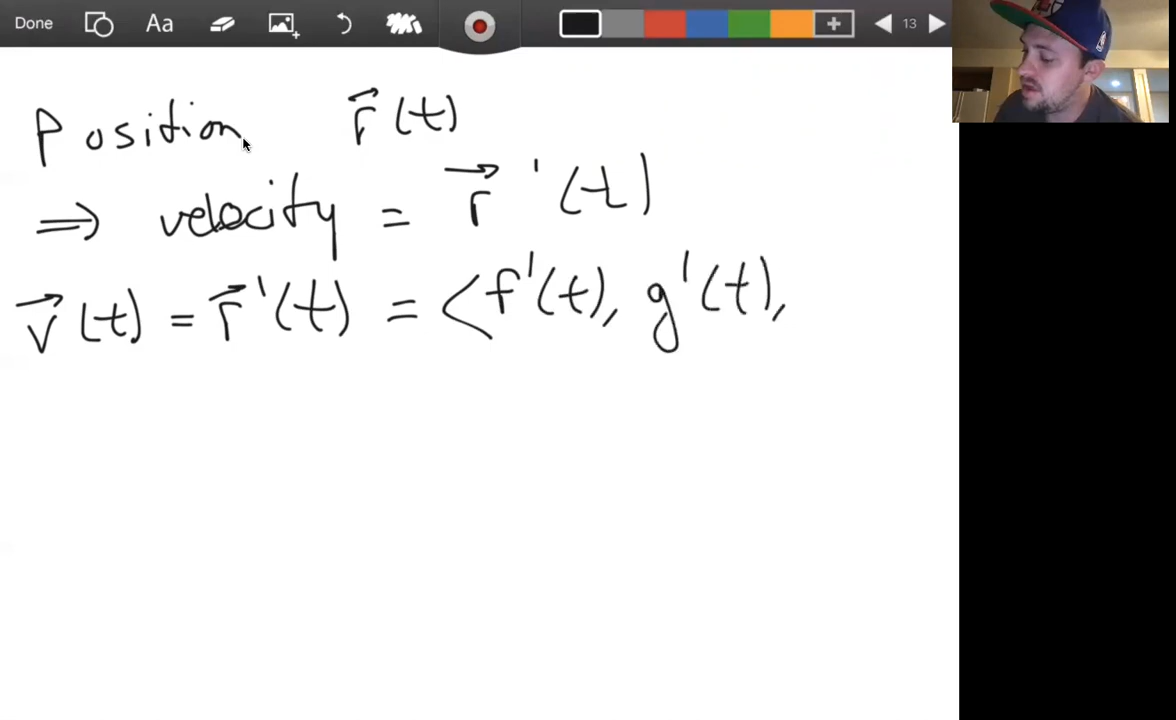 Done Aa 13
Position r⃗(t)
⇒ velocity = r⃗'(t)
v⃗(t) = r⃗'(t) = <f'(t), g'(t),